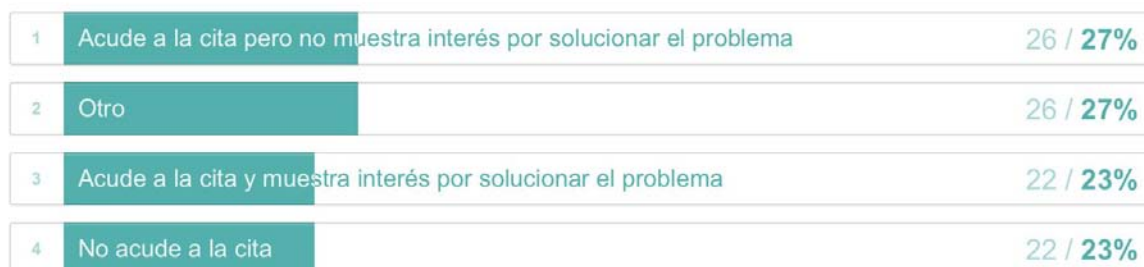 1 Acude a la cita pero no muestra interés por solucionar el problema 26 / 27%
2 Otro 26 / 27%
3 Acude a la cita y muestra interés por solucionar el problema 22 / 23%
4 No acude a la cita 22 / 23%